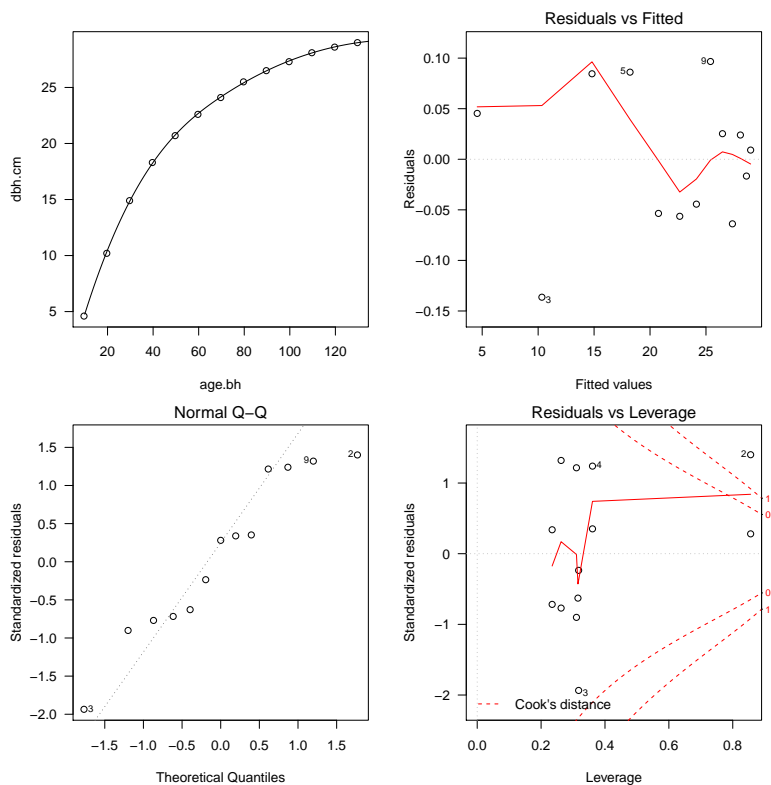 Residuals vs Fitted
25
20
15
10
5
dbh.cm
20 40 60 80 100 120
age.bh
0.10
0.05
0.00
−0.05
−0.10
−0.15
Residuals
5
9
3
5 10 15 20 25
Fitted values
Normal Q−Q
1.5
1.0
0.5
0.0
−0.5
−1.0
−1.5
−2.0
Standardized residuals
2
9
3
−1.5 −1.0 −0.5 0.0 0.5 1.0 1.5
Theoretical Quantiles
Residuals vs Leverage
1
0
−1
−2
Standardized residuals
2
4
1
0
0
1
3
Cook's distance
0.0 0.2 0.4 0.6 0.8
Leverage